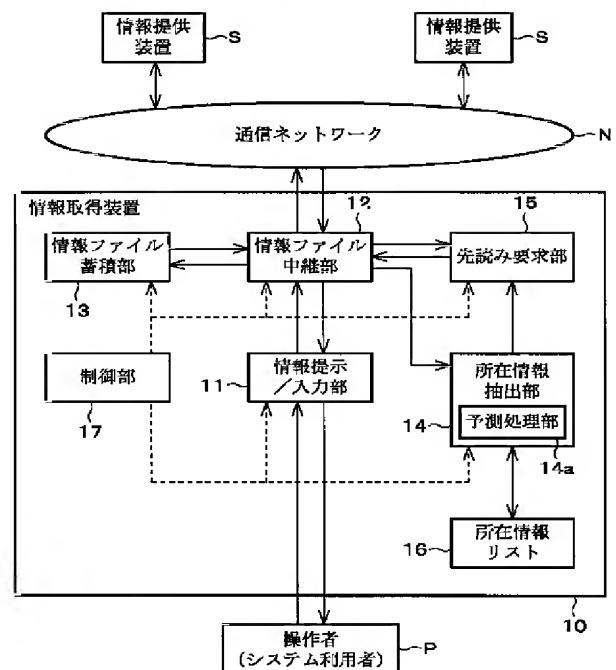 情報提供
装置
S
情報提供
装置
S
通信ネットワーク
N
情報取得装置
12
15
情報ファイル
蓄積部
13
情報ファイル
中継部
先読み要求部
制御部
17
11
情報提示
/入力部
所在情報
抽出部
14
予測処理部
14a
16
所在情報
リスト
10
操作者
(システム利用者)
P